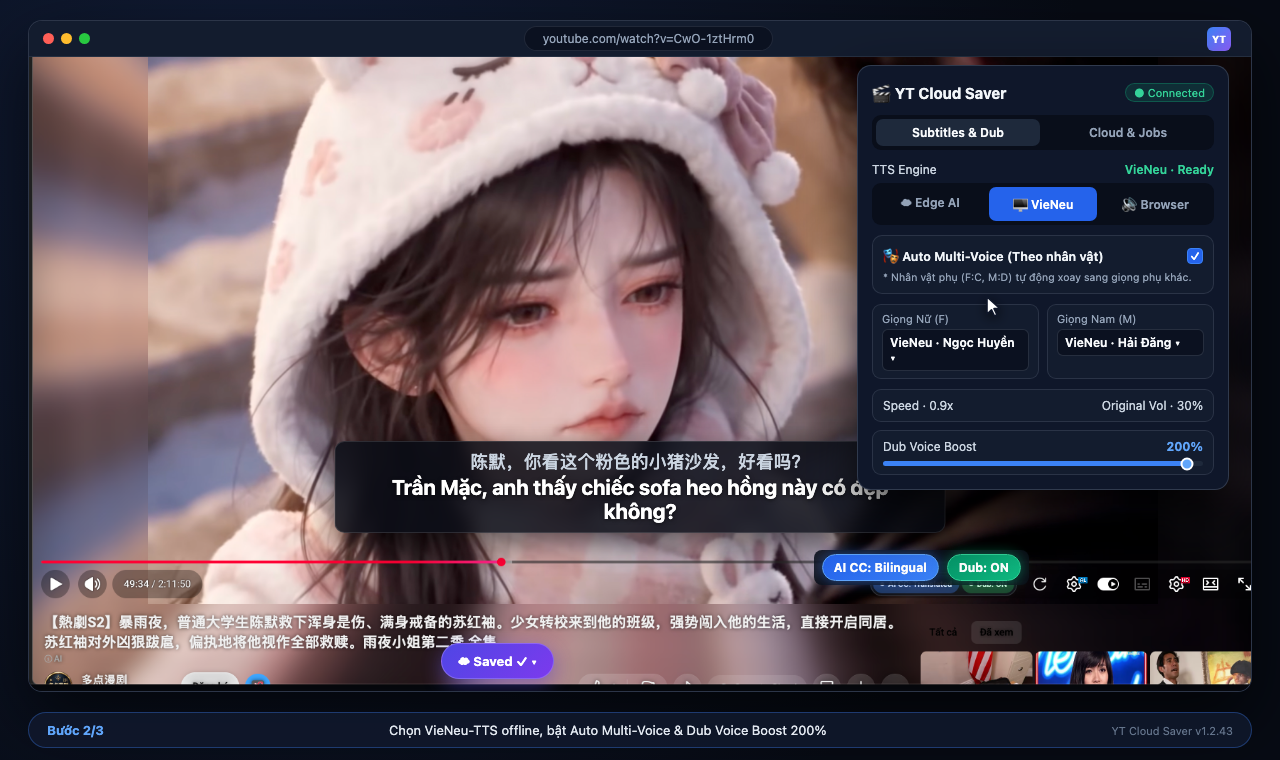 youtube.com/watch?v=CwO-1ztHrm0
YT
YT Cloud Saver
Connected
Subtitles & Dub
Cloud & Jobs
TTS Engine
VieNeu · Ready
Edge AI
VieNeu
Browser
Auto Multi-Voice (Theo nhân vật)
* Nhân vật phụ (F:C, M:D) tự động xoay sang giọng phụ khác.
Giọng Nữ (F)
Giọng Nam (M)
VieNeu · Ngọc Huyền ▾
VieNeu · Hải Đăng ▾
Speed · 0.9x
Original Vol · 30%
Dub Voice Boost
200%
陈默，你看这个粉色的小猪沙发，好看吗?
Trần Mặc, anh thấy chiếc sofa heo hồng này có đẹp
không?
AI CC: Bilingual
Dub: ON
49:34 / 2:11:50
AI CC: Translated
Dub: ON
【熱劇S2】暴雨夜，普通大学生陈默救下浑身是伤、满身戒备的苏红袖。少女转校来到他的班级，强势闯入他的生活，直接开启同居。
苏红袖对外凶狠跋扈，偏执地将他视作全部救赎。雨夜小姐第二季 全集
AI
Tất cả
Đã xem
Saved ✓ ▾
多点漫剧
Bước 2/3
Chọn VieNeu-TTS offline, bật Auto Multi-Voice & Dub Voice Boost 200%
YT Cloud Saver v1.2.43